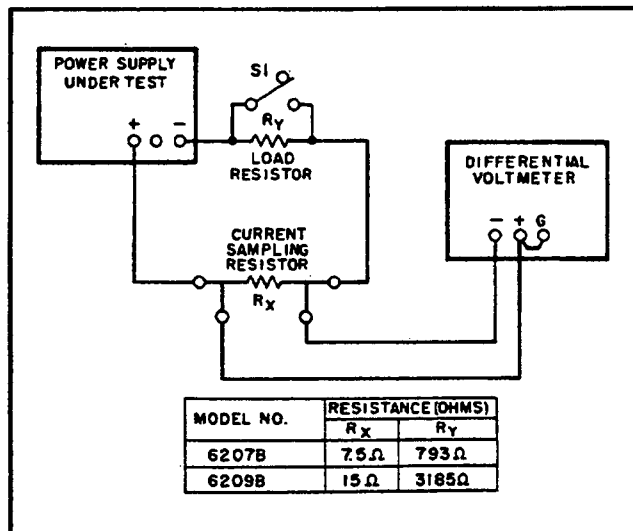 POWER SUPPLY
UNDER TEST
+ −
S1
RY
LOAD
RESISTOR
DIFFERENTIAL
VOLTMETER
− + G
CURRENT
SAMPLING
RESISTOR
RX
MODEL NO. RESISTANCE (OHMS)
RX RY
6207B 7.5Ω 793Ω
6209B 15Ω 3185Ω